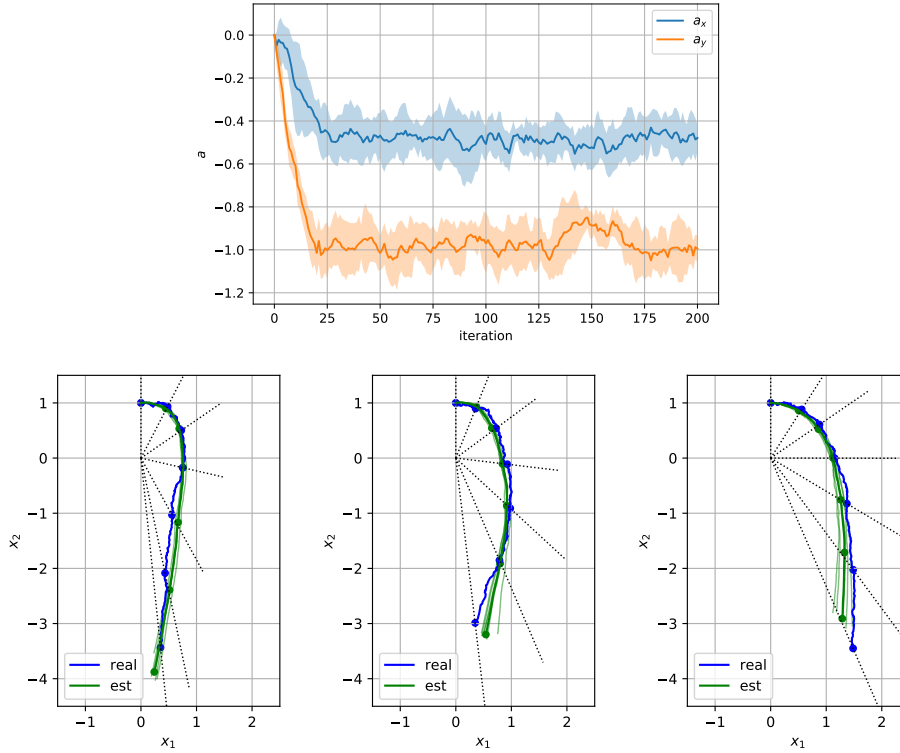 a_x
a_y
0.0
−0.2
−0.4
−0.6
−0.8
−1.0
−1.2
a
0 25 50 75 100 125 150 175 200
iteration
1 1 1
0 0 0
−1 −1 −1
−2 −2 −2
−3 −3 −3
−4 −4 −4
x_2 x_2 x_2
real real real
est est est
−1 0 1 2 −1 0 1 2 −1 0 1 2
x_1 x_1 x_1